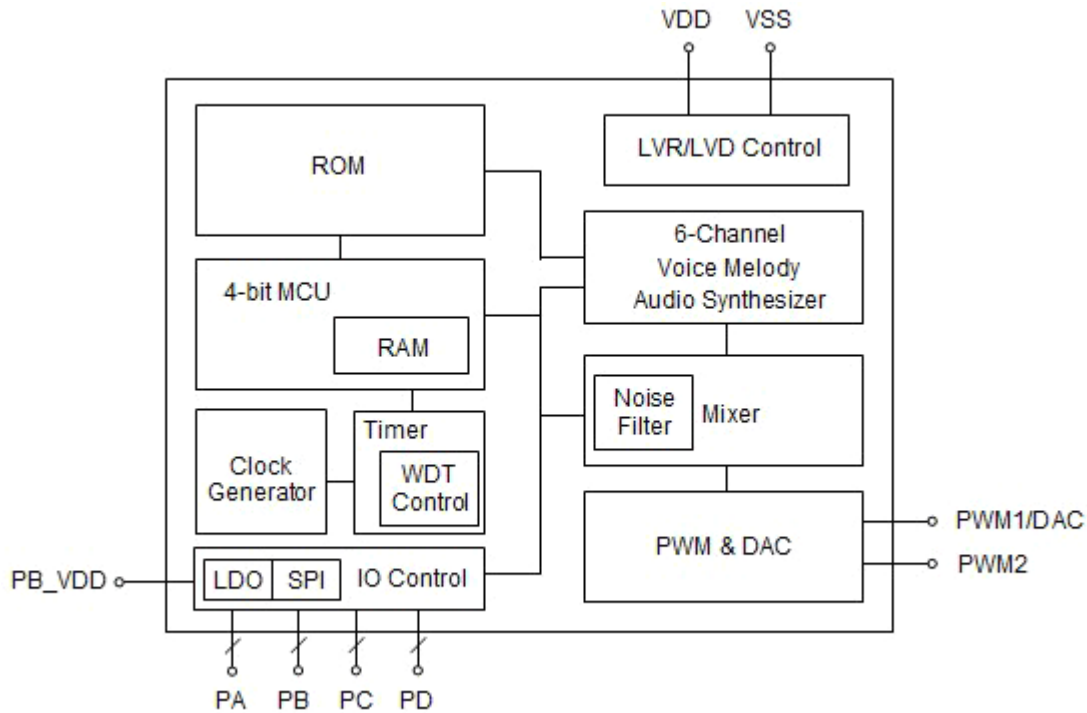 VDD VSS
ROM
LVR/LVD Control
6-Channel
Voice Melody
Audio Synthesizer
4-bit MCU
RAM
Noise
Filter
Mixer
Timer
WDT
Control
Clock
Generator
PWM & DAC
PWM1/DAC
PWM2
PB_VDD
LDO SPI IO Control
PA PB PC PD